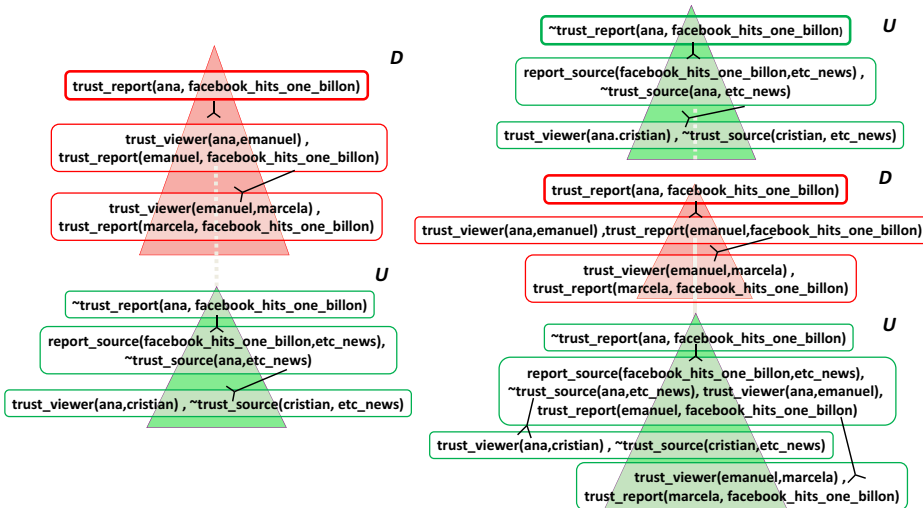 D
trust_report(ana, facebook_hits_one_billon)
trust_viewer(ana,emanuel) ,
trust_report(emanuel, facebook_hits_one_billon)
trust_viewer(emanuel,marcela) ,
trust_report(marcela, facebook_hits_one_billon)
U
~trust_report(ana, facebook_hits_one_billon)
report_source(facebook_hits_one_billon,etc_news),
~trust_source(ana,etc_news)
trust_viewer(ana,cristian) , ~trust_source(cristian, etc_news)
U
~trust_report(ana, facebook_hits_one_billon)
report_source(facebook_hits_one_billon,etc_news) ,
~trust_source(ana, etc_news)
trust_viewer(ana.cristian) , ~trust_source(cristian, etc_news)
D
trust_report(ana, facebook_hits_one_billon)
trust_viewer(ana,emanuel) ,trust_report(emanuel,facebook_hits_one_billon)
trust_viewer(emanuel,marcela) ,
trust_report(marcela, facebook_hits_one_billon)
U
~trust_report(ana, facebook_hits_one_billon)
report_source(facebook_hits_one_billon,etc_news),
~trust_source(ana,etc_news), trust_viewer(ana,emanuel),
trust_report(emanuel, facebook_hits_one_billon)
trust_viewer(ana,cristian) , ~trust_source(cristian,etc_news)
trust_viewer(emanuel,marcela) ,
trust_report(marcela, facebook_hits_one_billon)